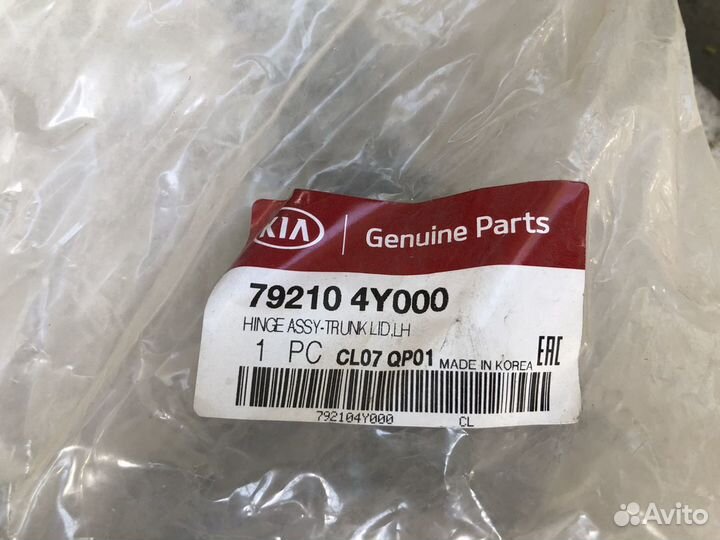 KIA Genuine Parts
79210 4Y000
HINGE ASSY-TRUNK LID,LH
1 PC CL07 QP01 MADE IN KOREA EAC
792104Y000 CL
Avito